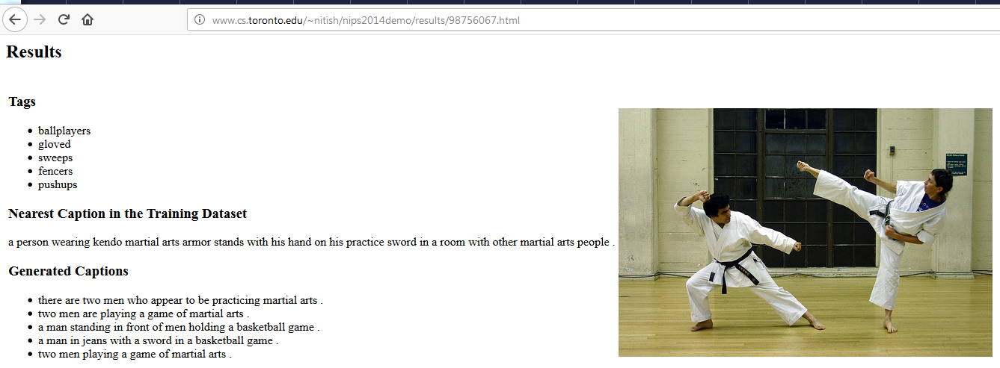 www.cs.toronto.edu/~nitish/nips2014demo/results/98756067.html
Results
Tags
ballplayers
gloved
sweeps
fencers
pushups
Nearest Caption in the Training Dataset
a person wearing kendo martial arts armor stands with his hand on his practice sword in a room with other martial arts people .
Generated Captions
there are two men who appear to be practicing martial arts .
two men are playing a game of martial arts .
a man standing in front of men holding a basketball game .
a man in jeans with a sword in a basketball game .
two men playing a game of martial arts .